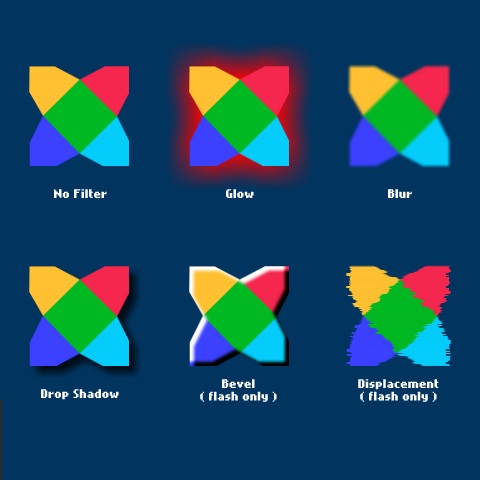 No Filter
Glow
Blur
Drop Shadow
Bevel
( flash only )
Displacement
( flash only )